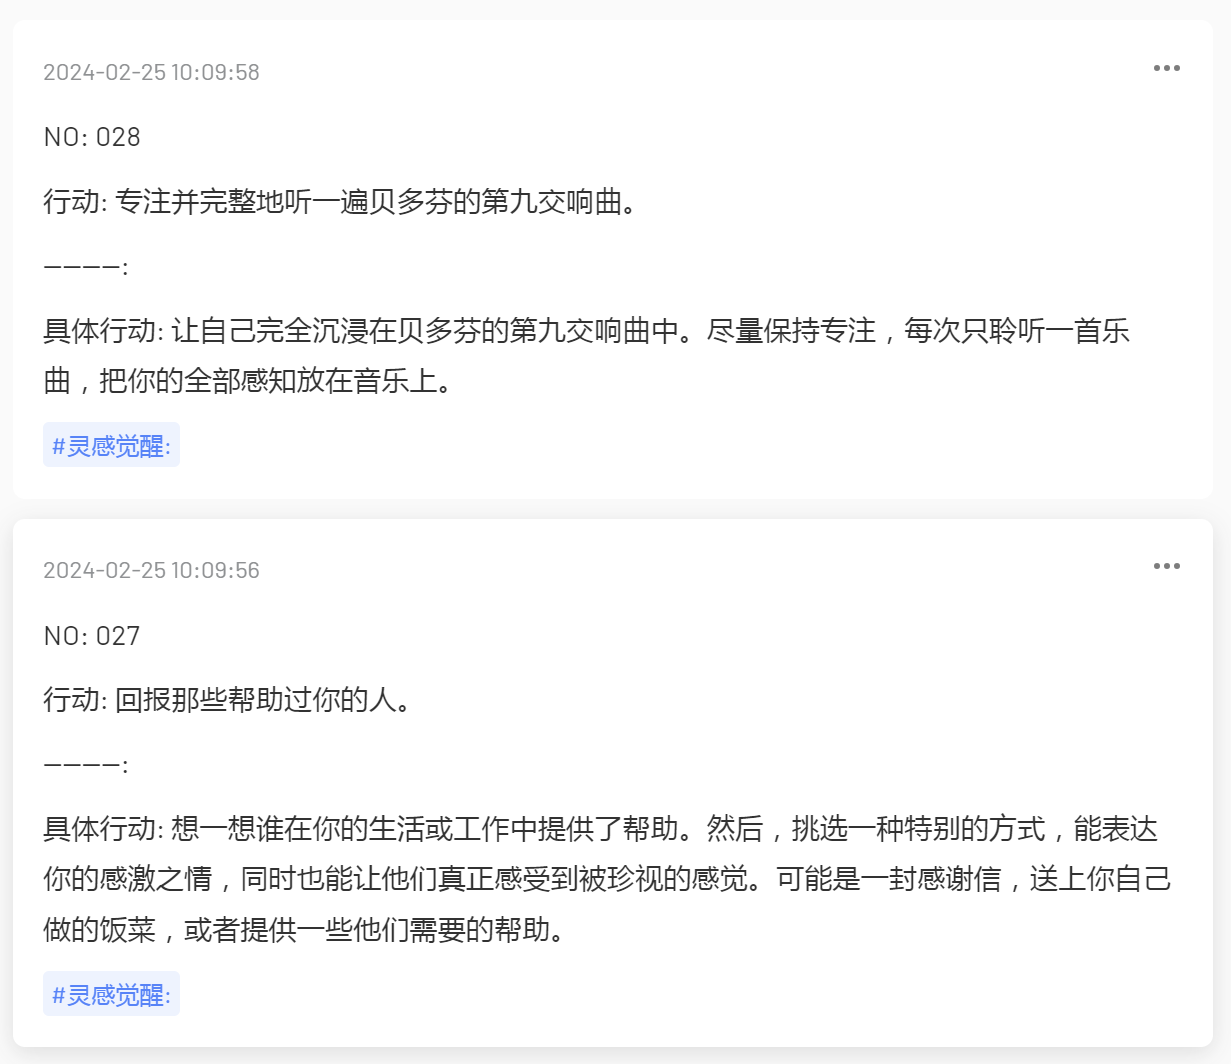 2024-02-25 10:09:58
NO: 028
行动: 专注并完整地听一遍贝多芬的第九交响曲。
————:
具体行动: 让自己完全沉浸在贝多芬的第九交响曲中。尽量保持专注，每次只聆听一首乐
曲，把你的全部感知放在音乐上。
#灵感觉醒:
2024-02-25 10:09:56
NO: 027
行动: 回报那些帮助过你的人。
————:
具体行动: 想一想谁在你的生活或工作中提供了帮助。然后，挑选一种特别的方式，能表达
你的感激之情，同时也能让他们真正感受到被珍视的感觉。可能是一封感谢信，送上你自己
做的饭菜，或者提供一些他们需要的帮助。
#灵感觉醒: